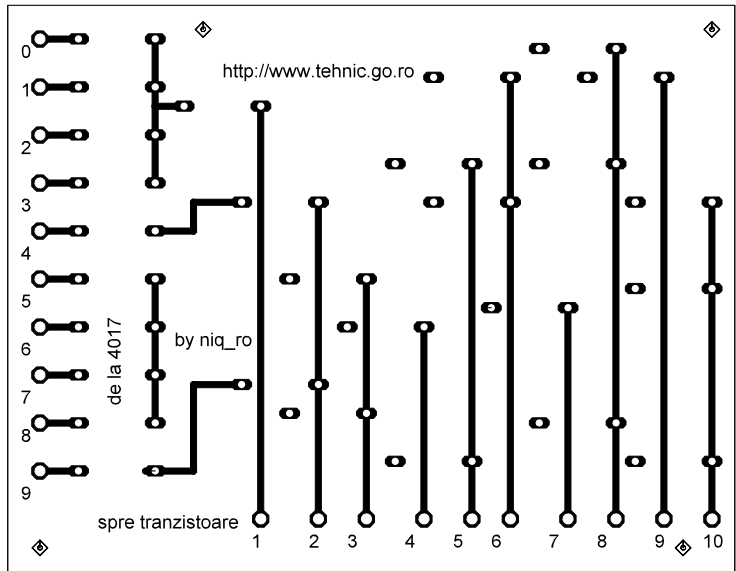 0
http://www.tehnic.go.ro
1
2
3
4
5
6
de la 4017
by niq_ro
7
8
9
spre tranzistoare
1 2 3 4 5 6 7 8 9 10